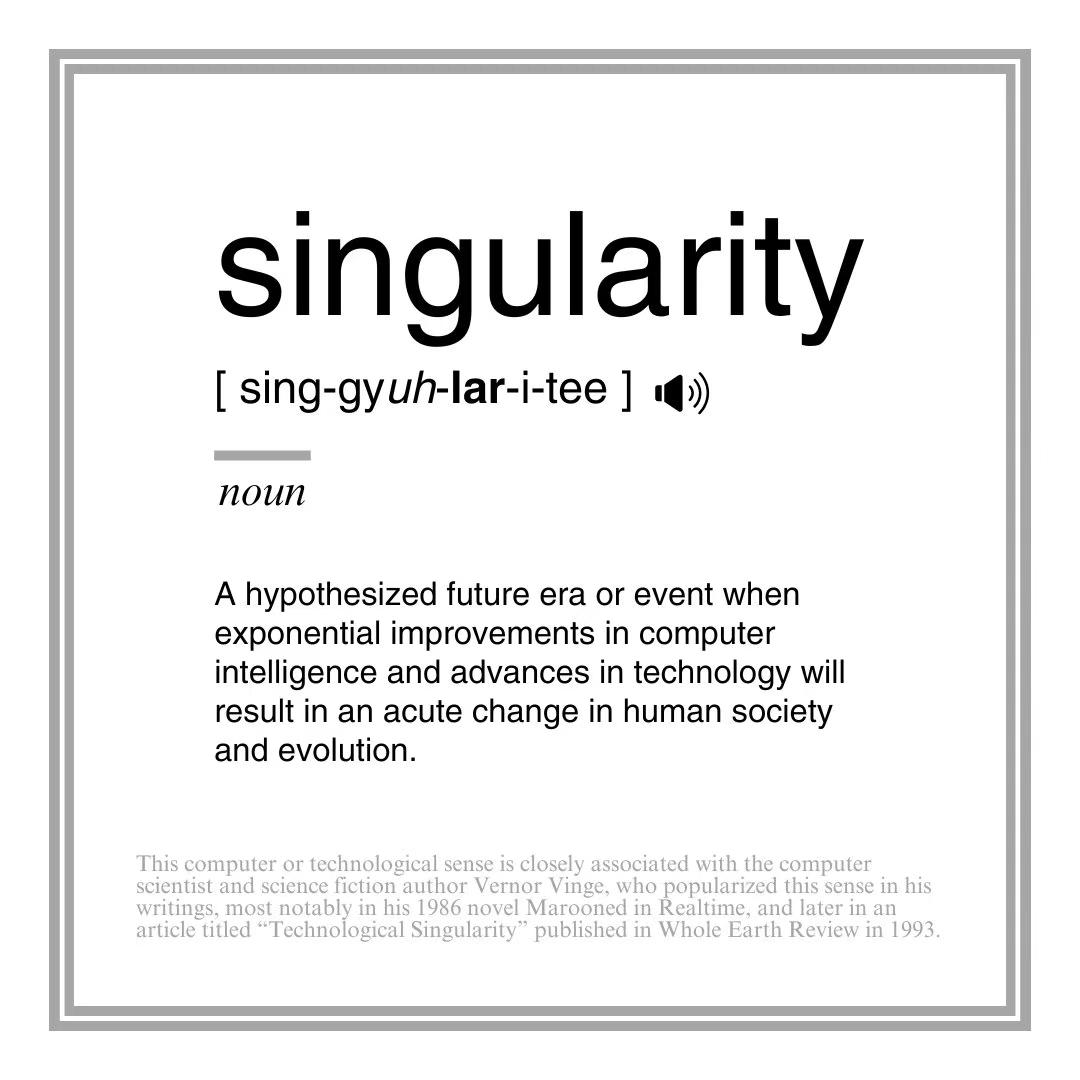 singularity
[ sing-gyuh-lar-i-tee ]
noun
A hypothesized future era or event when
exponential improvements in computer
intelligence and advances in technology will
result in an acute change in human society
and evolution.
This computer or technological sense is closely associated with the computer
scientist and science fiction author Vernor Vinge, who popularized this sense in his
writings, most notably in his 1986 novel Marooned in Realtime, and later in an
article titled “Technological Singularity” published in Whole Earth Review in 1993.